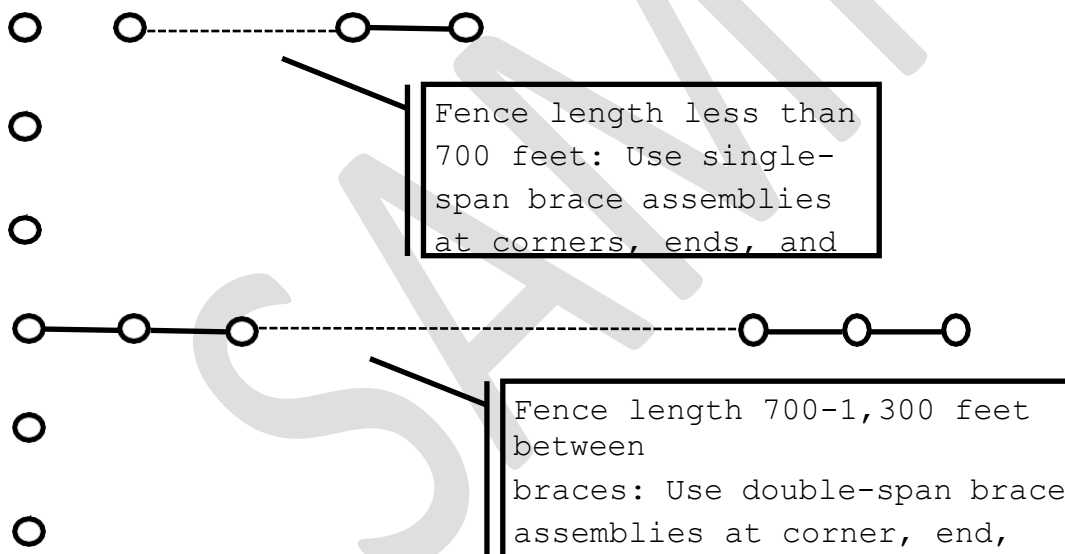 Fence length less than
700 feet: Use single-
span brace assemblies
at corners, ends, and
Fence length 700-1,300 feet
between
braces: Use double-span brace
assemblies at corner, end,